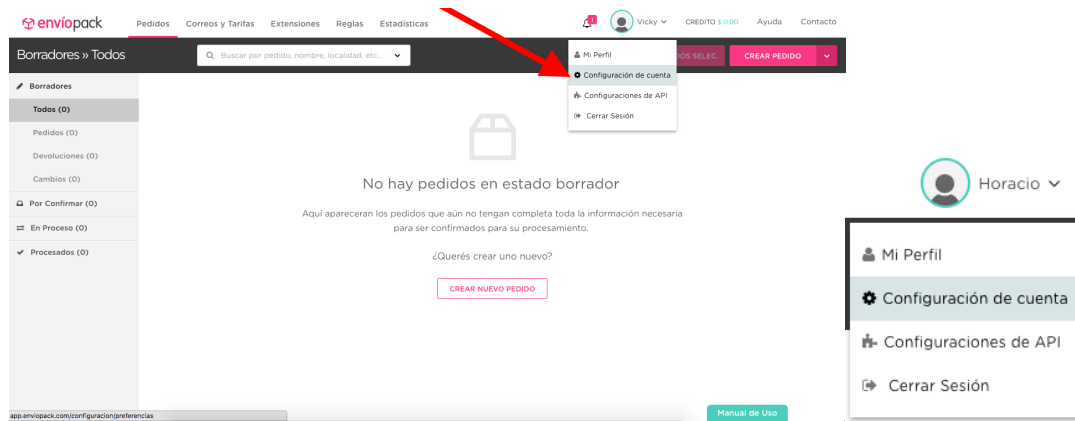 envíopack
Pedidos Correos y Tarifas Extensiones Reglas Estadísticas
1 Vicky CREDITO $ 0,00 Ayuda Contacto
Borradores » Todos
Buscar por pedido, nombre, localidad, etc..
OS SELEC.
CREAR PEDIDO
Mi Perfil
Configuración de cuenta
Configuraciones de API
Cerrar Sesión
Borradores
Todos (0)
Pedidos (0)
Devoluciones (0)
Cambios (0)
Por Confirmar (0)
En Proceso (0)
Procesados (0)
No hay pedidos en estado borrador
Aquí apareceran los pedidos que aún no tengan completa toda la información necesaria
para ser confirmados para su procesamiento.
¿Querés crear uno nuevo?
CREAR NUEVO PEDIDO
Manual de Uso
app.enviopack.com/configuracion/preferencias
Horacio
Mi Perfil
Configuración de cuenta
Configuraciones de API
Cerrar Sesión